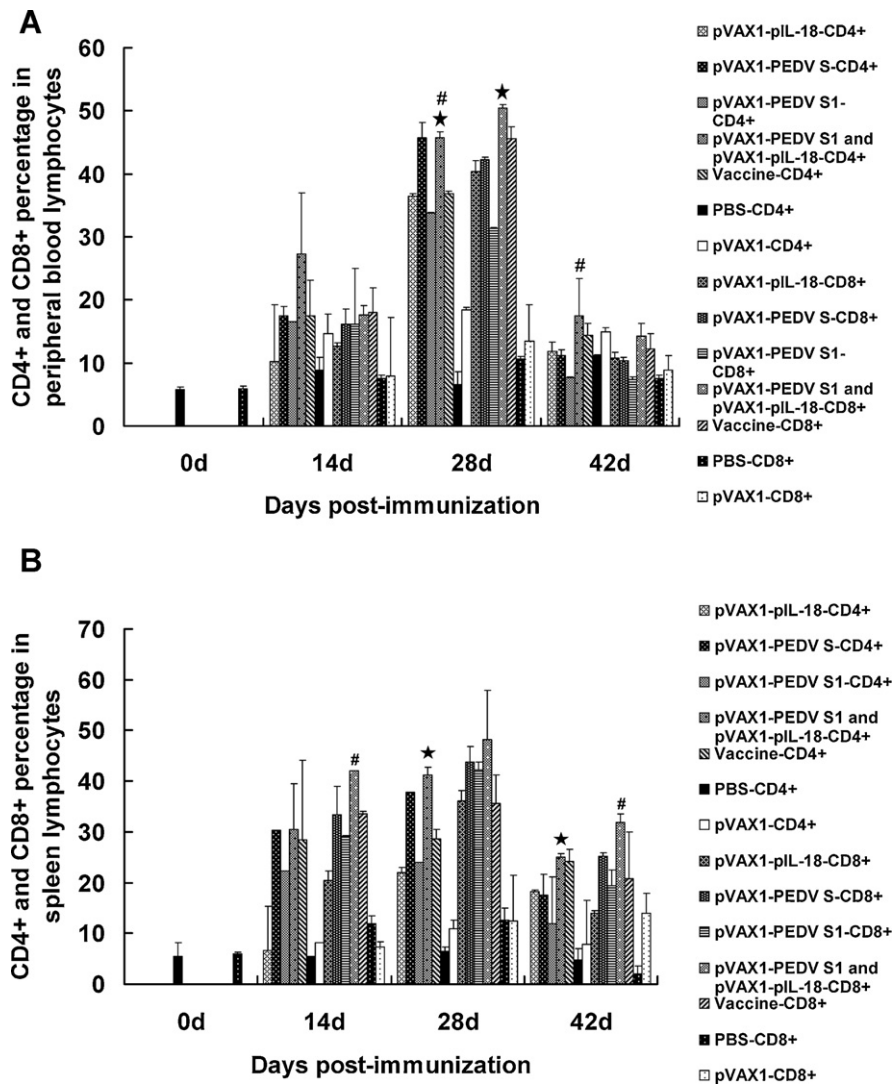 A
CD4+ and CD8+ percentage in
peripheral blood lymphocytes
60
50
40
30
20
10
0
#
★
★
#
0d
14d
28d
42d
Days post-immunization
pVAX1-pIL-18-CD4+
pVAX1-PEDV S-CD4+
pVAX1-PEDV S1-
CD4+
pVAX1-PEDV S1 and
pVAX1-pIL-18-CD4+
Vaccine-CD4+
PBS-CD4+
pVAX1-CD4+
pVAX1-pIL-18-CD8+
pVAX1-PEDV S-CD8+
pVAX1-PEDV S1-
CD8+
pVAX1-PEDV S1 and
pVAX1-pIL-18-CD8+
Vaccine-CD8+
PBS-CD8+
pVAX1-CD8+
B
CD4+ and CD8+ percentage in
spleen lymphocytes
70
60
50
40
30
20
10
0
#
★
★
#
0d
14d
28d
42d
Days post-immunization
pVAX1-pIL-18-CD4+
pVAX1-PEDV S-CD4+
pVAX1-PEDV S1-CD4+
pVAX1-PEDV S1 and
pVAX1-pIL-18-CD4+
Vaccine-CD4+
PBS-CD4+
pVAX1-CD4+
pVAX1-pIL-18-CD8+
pVAX1-PEDV S-CD8+
pVAX1-PEDV S1-CD8+
pVAX1-PEDV S1 and
pVAX1-pIL-18-CD8+
Vaccine-CD8+
PBS-CD8+
pVAX1-CD8+